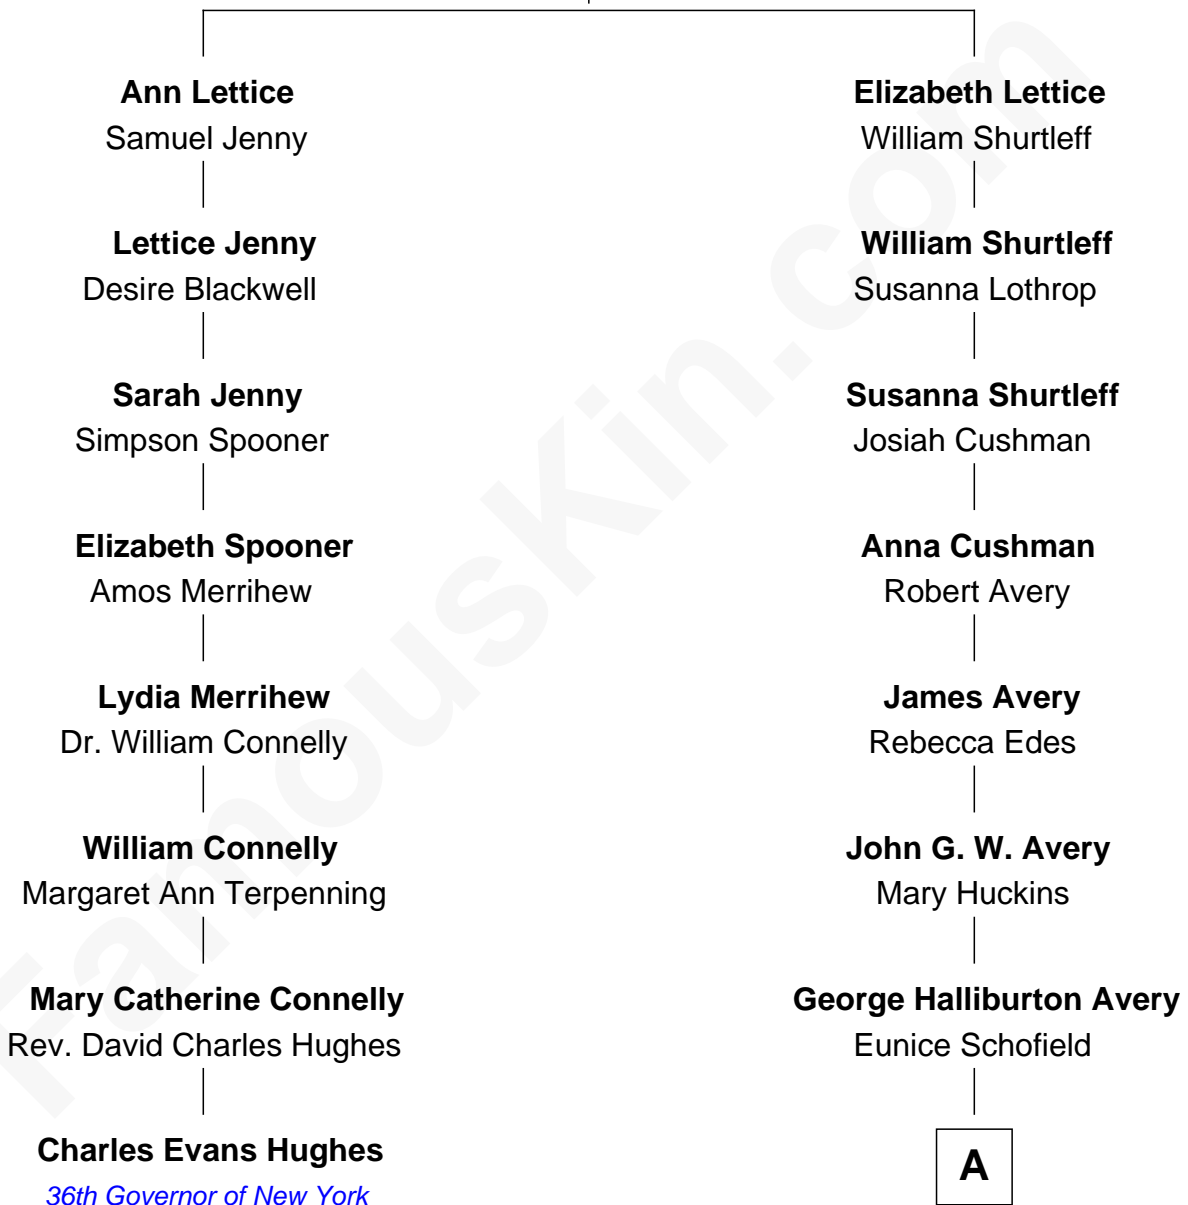 Ann Lettice
Samuel Jenny
Lettice Jenny
Desire Blackwell
Sarah Jenny
Simpson Spooner
Elizabeth Spooner
Amos Merrihew
Lydia Merrihew
Dr. William Connelly
William Connelly
Margaret Ann Terpenning
Mary Catherine Connelly
Rev. David Charles Hughes
Charles Evans Hughes
36th Governor of New York
Elizabeth Lettice
William Shurtleff
William Shurtleff
Susanna Lothrop
Susanna Shurtleff
Josiah Cushman
Anna Cushman
Robert Avery
James Avery
Rebecca Edes
John G. W. Avery
Mary Huckins
George Halliburton Avery
Eunice Schofield
A
FamousKin.com